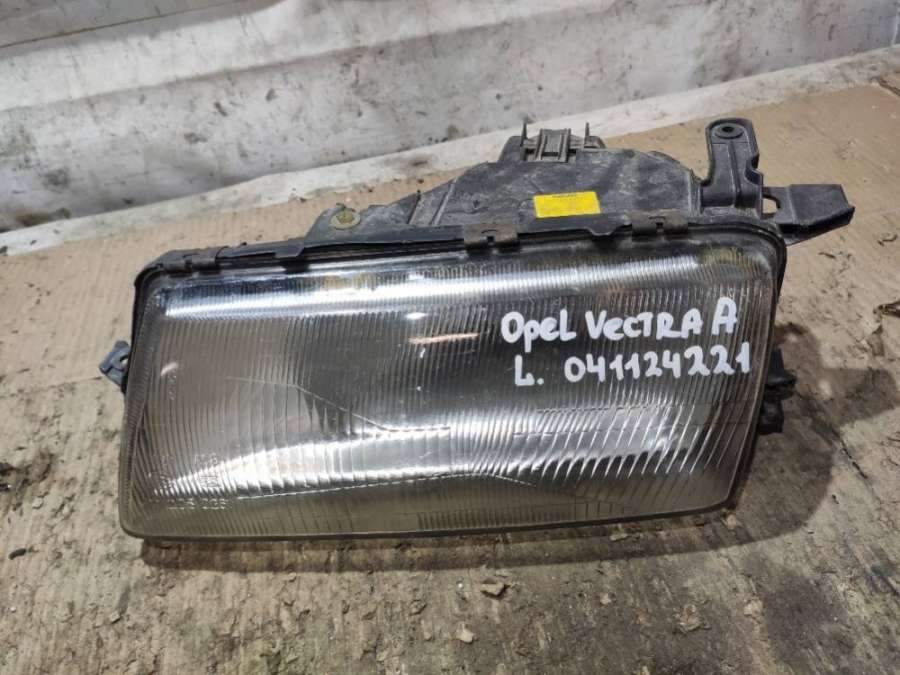 Opel VECTRA A
L. 041124221